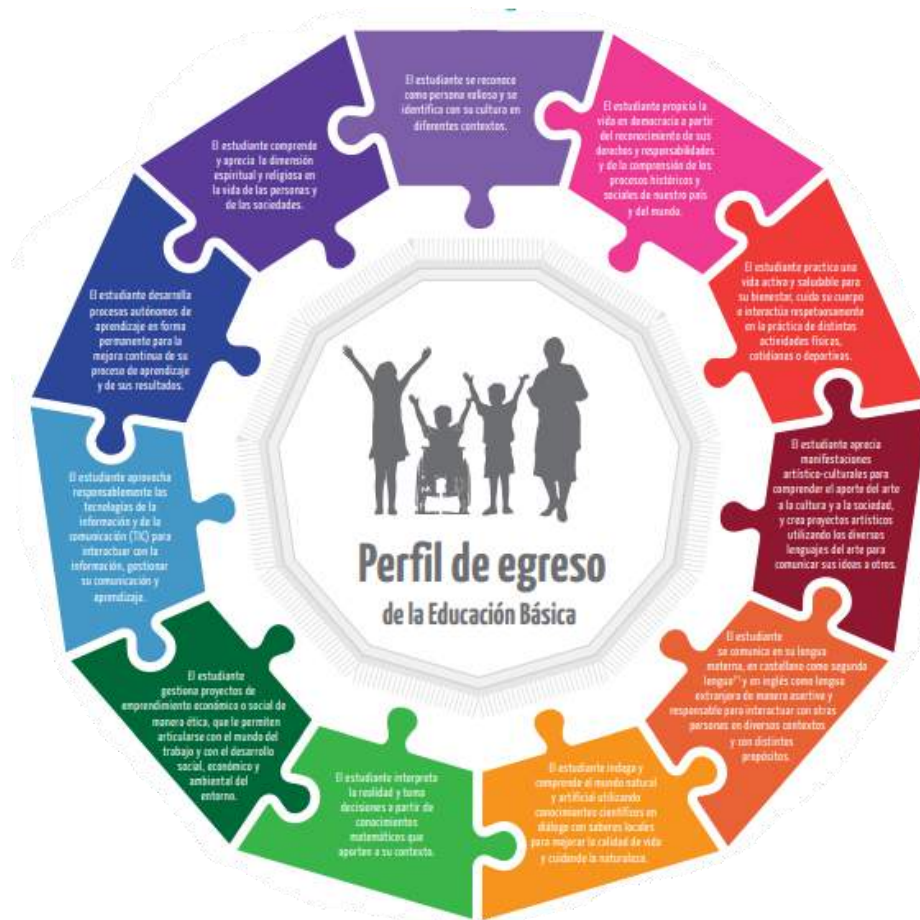 El estudiante se reconoce
como persona valiosa y se
identifica con su cultura en
diferentes contextos.
El estudiante propicia la
vida en democracia a partir
del reconocimiento de sus
derechos y responsabilidades
y de la comprensión de los
procesos históricos y
sociales de nuestro país
y del mundo.
El estudiante practica una
vida activa y saludable para
su bienestar, cuida su cuerpo
e interactúa respetuosamente
en la práctica de distintas
actividades físicas,
cotidianas o deportivas.
El estudiante aprecia
manifestaciones
artístico-culturales para
comprender el aporte del arte
a la cultura y a la sociedad,
y crea proyectos artísticos
utilizando los diversos
lenguajes del arte para
comunicar sus ideas a otros.
El estudiante
se comunica en su lengua
materna, en castellano como segunda
lengua y en inglés como lengua
extranjera de manera asertiva y
responsable para interactuar con otras
personas en diversos contextos
y con distintos
propósitos.
El estudiante indaga y
comprende el mundo natural
y artificial utilizando
conocimientos científicos en
diálogo con saberes locales
para mejorar la calidad de vida
y cuidando la naturaleza.
El estudiante interpreta
la realidad y toma
decisiones a partir de
conocimientos
matemáticos que
aporten a su contexto.
El estudiante
gestiona proyectos de
emprendimiento económico o social de
manera ética, que le permiten
articularse con el mundo del
trabajo y con el desarrollo
social, económico y
ambiental del
entorno.
El estudiante aprovecha
responsablemente las
tecnologías de la
información y de la
comunicación (TIC) para
interactuar con la
información, gestionar
su comunicación y
aprendizaje.
El estudiante desarrolla
procesos autónomos de
aprendizaje en forma
permanente para la
mejora continua de su
proceso de aprendizaje
y de sus resultados.
El estudiante comprende
y aprecia la dimensión
espiritual y religiosa en
la vida de las personas y
de las sociedades.
Perfil de egreso
de la Educación Básica